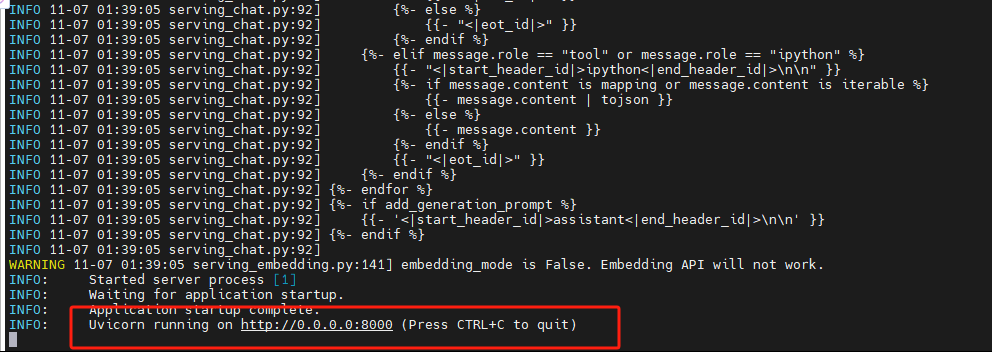 INFO 11-07 01:39:05 serving_chat.py:92]         {%- else %}
INFO 11-07 01:39:05 serving_chat.py:92]             {{- "<|eot_id|>" }}
INFO 11-07 01:39:05 serving_chat.py:92]         {%- endif %}
INFO 11-07 01:39:05 serving_chat.py:92]     {%- elif message.role == "tool" or message.role == "ipython" %}
INFO 11-07 01:39:05 serving_chat.py:92]         {{- "<|start_header_id|>ipython<|end_header_id|>\n\n" }}
INFO 11-07 01:39:05 serving_chat.py:92]         {%- if message.content is mapping or message.content is iterable %}
INFO 11-07 01:39:05 serving_chat.py:92]             {{- message.content | tojson }}
INFO 11-07 01:39:05 serving_chat.py:92]         {%- else %}
INFO 11-07 01:39:05 serving_chat.py:92]             {{- message.content }}
INFO 11-07 01:39:05 serving_chat.py:92]         {%- endif %}
INFO 11-07 01:39:05 serving_chat.py:92]         {{- "<|eot_id|>" }}
INFO 11-07 01:39:05 serving_chat.py:92]     {%- endif %}
INFO 11-07 01:39:05 serving_chat.py:92] {%- endfor %}
INFO 11-07 01:39:05 serving_chat.py:92] {%- if add_generation_prompt %}
INFO 11-07 01:39:05 serving_chat.py:92]     {{- '<|start_header_id|>assistant<|end_header_id|>\n\n' }}
INFO 11-07 01:39:05 serving_chat.py:92] {%- endif %}
INFO 11-07 01:39:05 serving_chat.py:92]
WARNING 11-07 01:39:05 serving_embedding.py:141] embedding_mode is False. Embedding API will not work.
INFO:     Started server process [1]
INFO:     Waiting for application startup.
INFO:     Application startup complete.
INFO:     Uvicorn running on http://0.0.0.0:8000 (Press CTRL+C to quit)